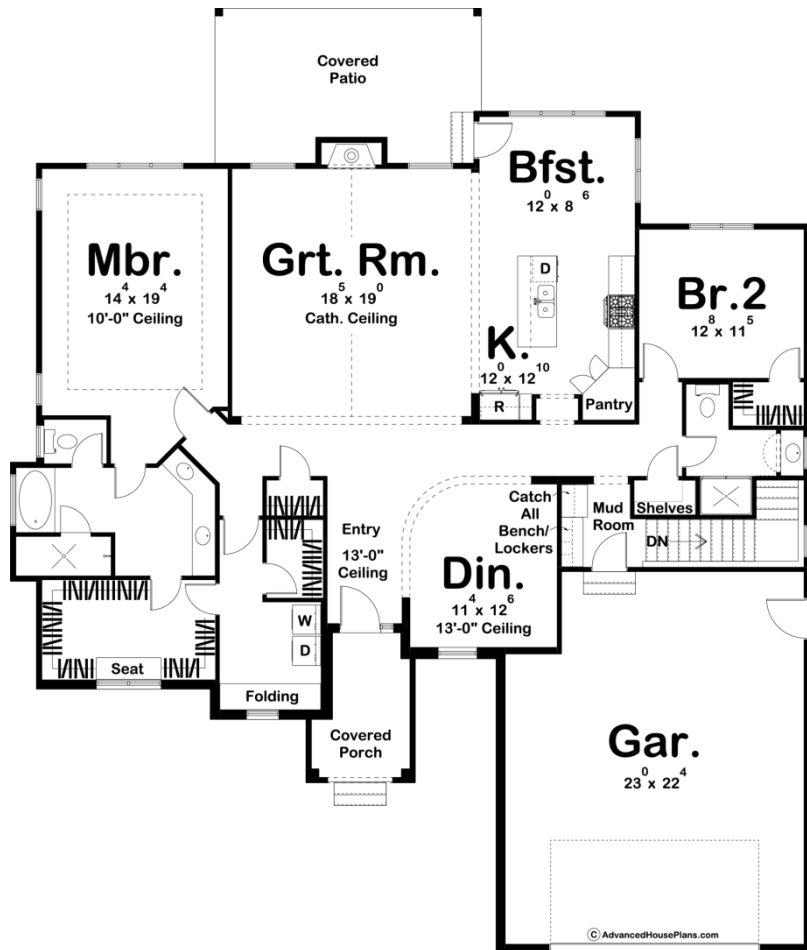 Covered
Patio
Bfst.
12⁰ x 8⁶
Mbr.
14⁴ x 19⁴
10'-0" Ceiling
Grt. Rm.
18⁵ x 19⁰
Cath. Ceiling
D
Br.2
12⁸ x 11⁵
K.
12⁰ x 12¹⁰
R
Pantry
Catch
All
Bench/
Lockers
Mud
Room
Shelves
DN
Entry
13'-0"
Ceiling
Din.
11⁴ x 12⁶
13'-0" Ceiling
W
D
Seat
Folding
Covered
Porch
Gar.
23⁰ x 22⁴
© AdvancedHousePlans.com